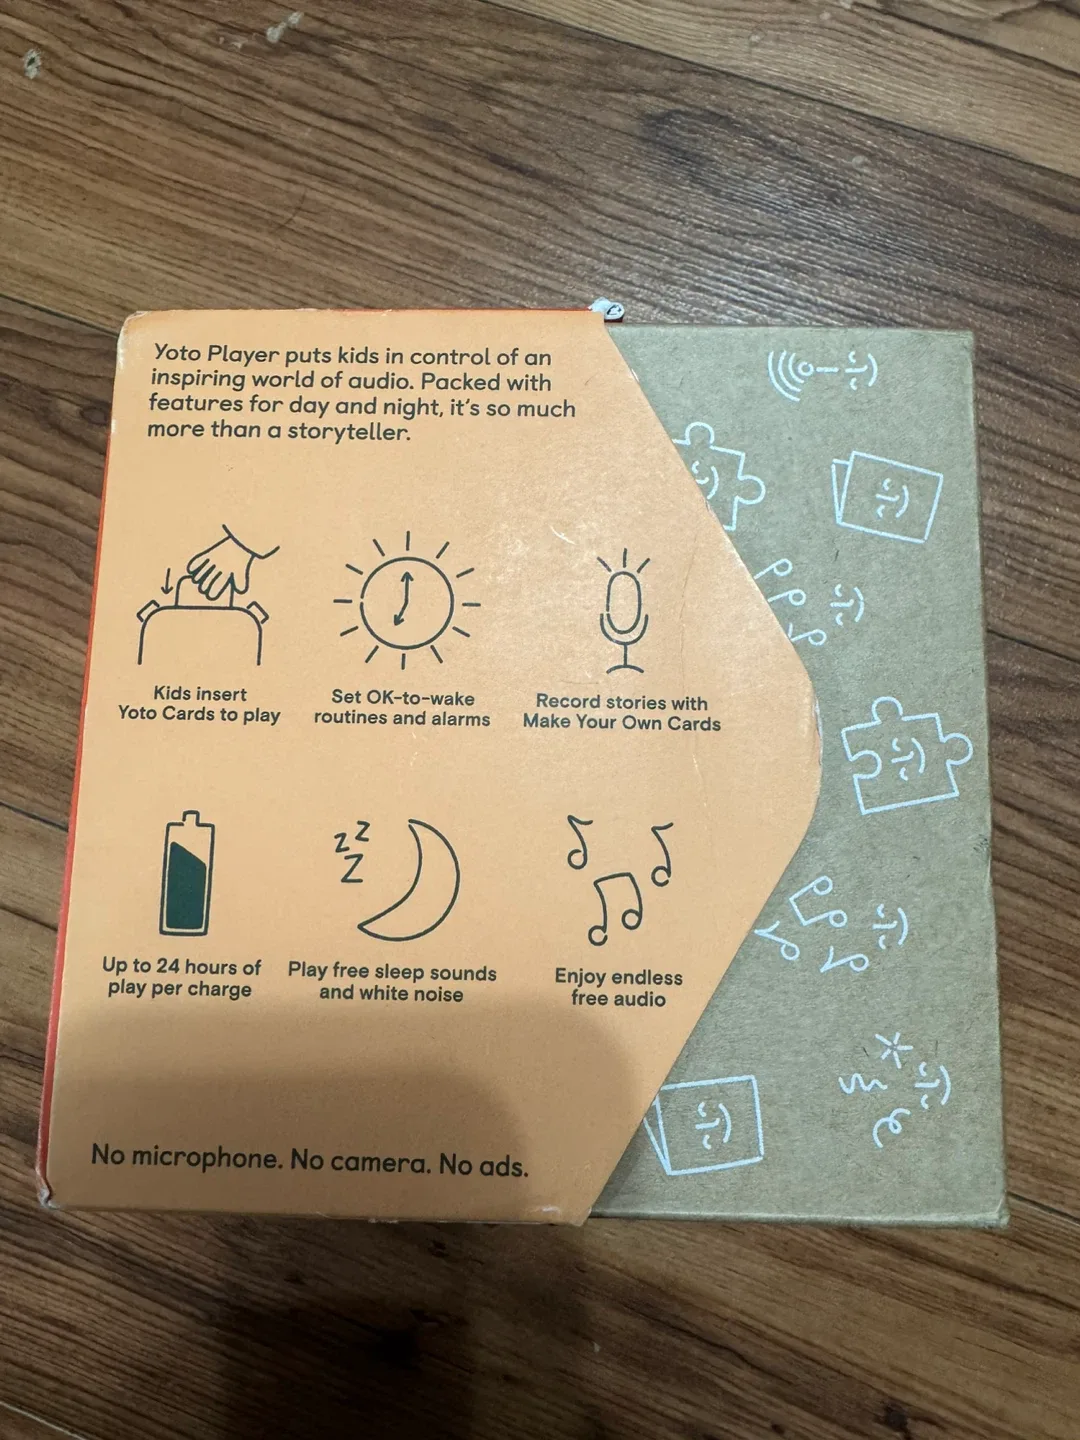 Yoto Player puts kids in control of an
inspiring world of audio. Packed with
features for day and night, it's so much
more than a storyteller.
Kids insert
Yoto Cards to play
Set OK-to-wake
routines and alarms
Record stories with
Make Your Own Cards
Up to 24 hours of
play per charge
z z
z
Play free sleep sounds
and white noise
Enjoy endless
free audio
No microphone. No camera. No ads.